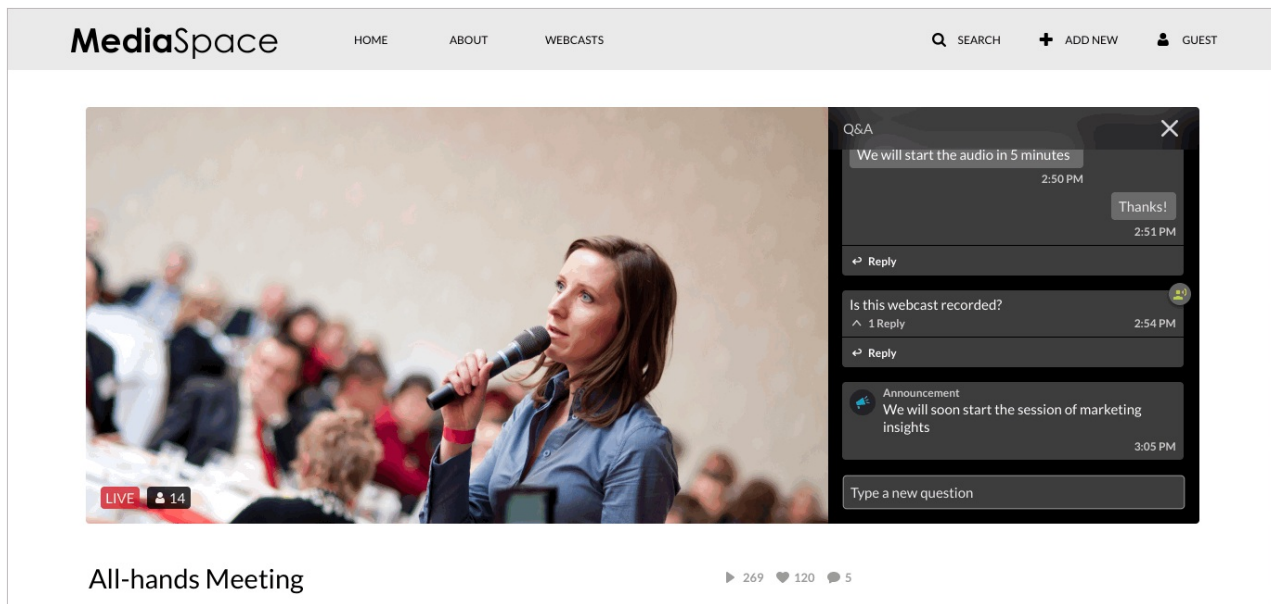 MediaSpace HOME ABOUT WEBCASTS SEARCH ADD NEW GUEST
Q&A
We will start the audio in 5 minutes
2:50 PM
Thanks!
2:51 PM
Reply
Is this webcast recorded?
1 Reply 2:54 PM
Reply
Announcement
We will soon start the session of marketing
insights
3:05 PM
Type a new question
LIVE 14
All-hands Meeting 269 120 5